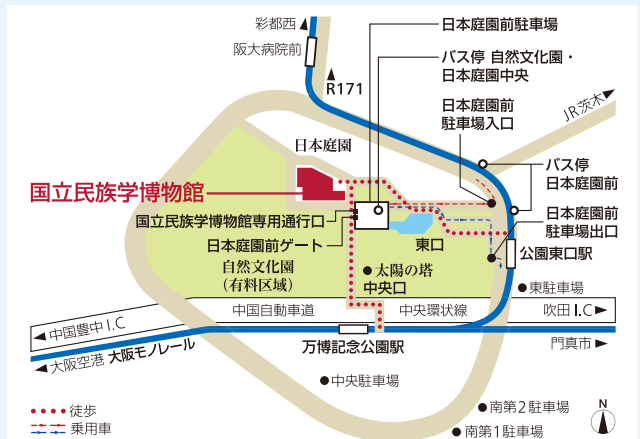 彩都西
阪大病院前
R171
日本庭園前駐車場
バス停 自然文化園・
日本庭園中央
日本庭園前
駐車場入口
JR茨木
日本庭園
バス停
日本庭園前
国立民族学博物館
国立民族学博物館専用通行口
日本庭園前ゲート
東口
日本庭園前
駐車場出口
公園東口駅
自然文化園
(有料区域)
太陽の塔
中央口
東駐車場
中国自動車道
中央環状線
吹田I.C
中国豊中I.C
大阪空港 大阪モノレール
万博記念公園駅
門真市
中央駐車場
南第2駐車場
南第1駐車場
徒歩
乗用車
N